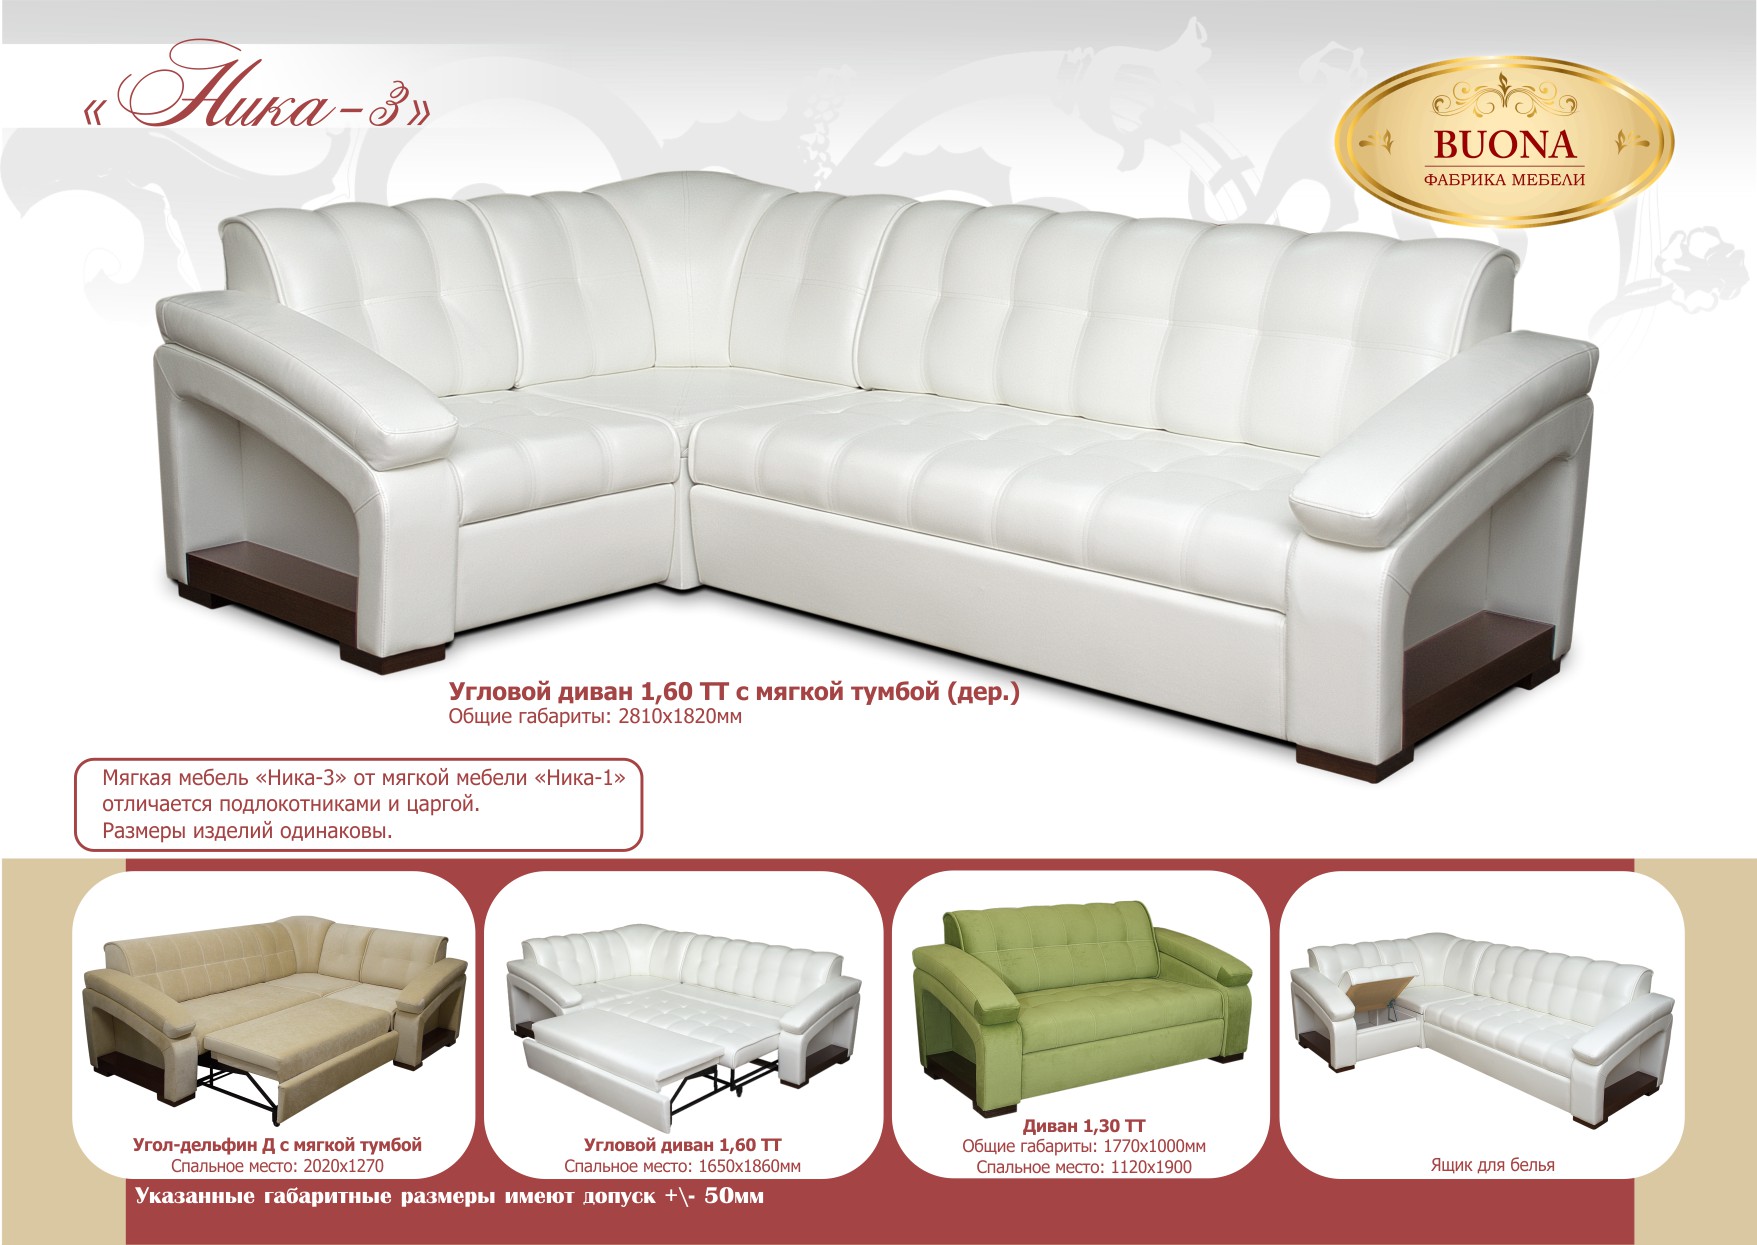 «Ника-3»
BUONA
ФАБРИКА МЕБЕЛИ
Угловой диван 1,60 ТТ с мягкой тумбой (дер.)
Общие габариты: 2810х1820мм
Мягкая мебель «Ника-3» от мягкой мебели «Ника-1»
отличается подлокотниками и царгой.
Размеры изделий одинаковы.
Угол-дельфин Д с мягкой тумбой
Спальное место: 2020х1270
Угловой диван 1,60 ТТ
Спальное место: 1650х1860мм
Диван 1,30 ТТ
Общие габариты: 1770х1000мм
Спальное место: 1120х1900
Ящик для белья
Указанные габаритные размеры имеют допуск +\- 50мм